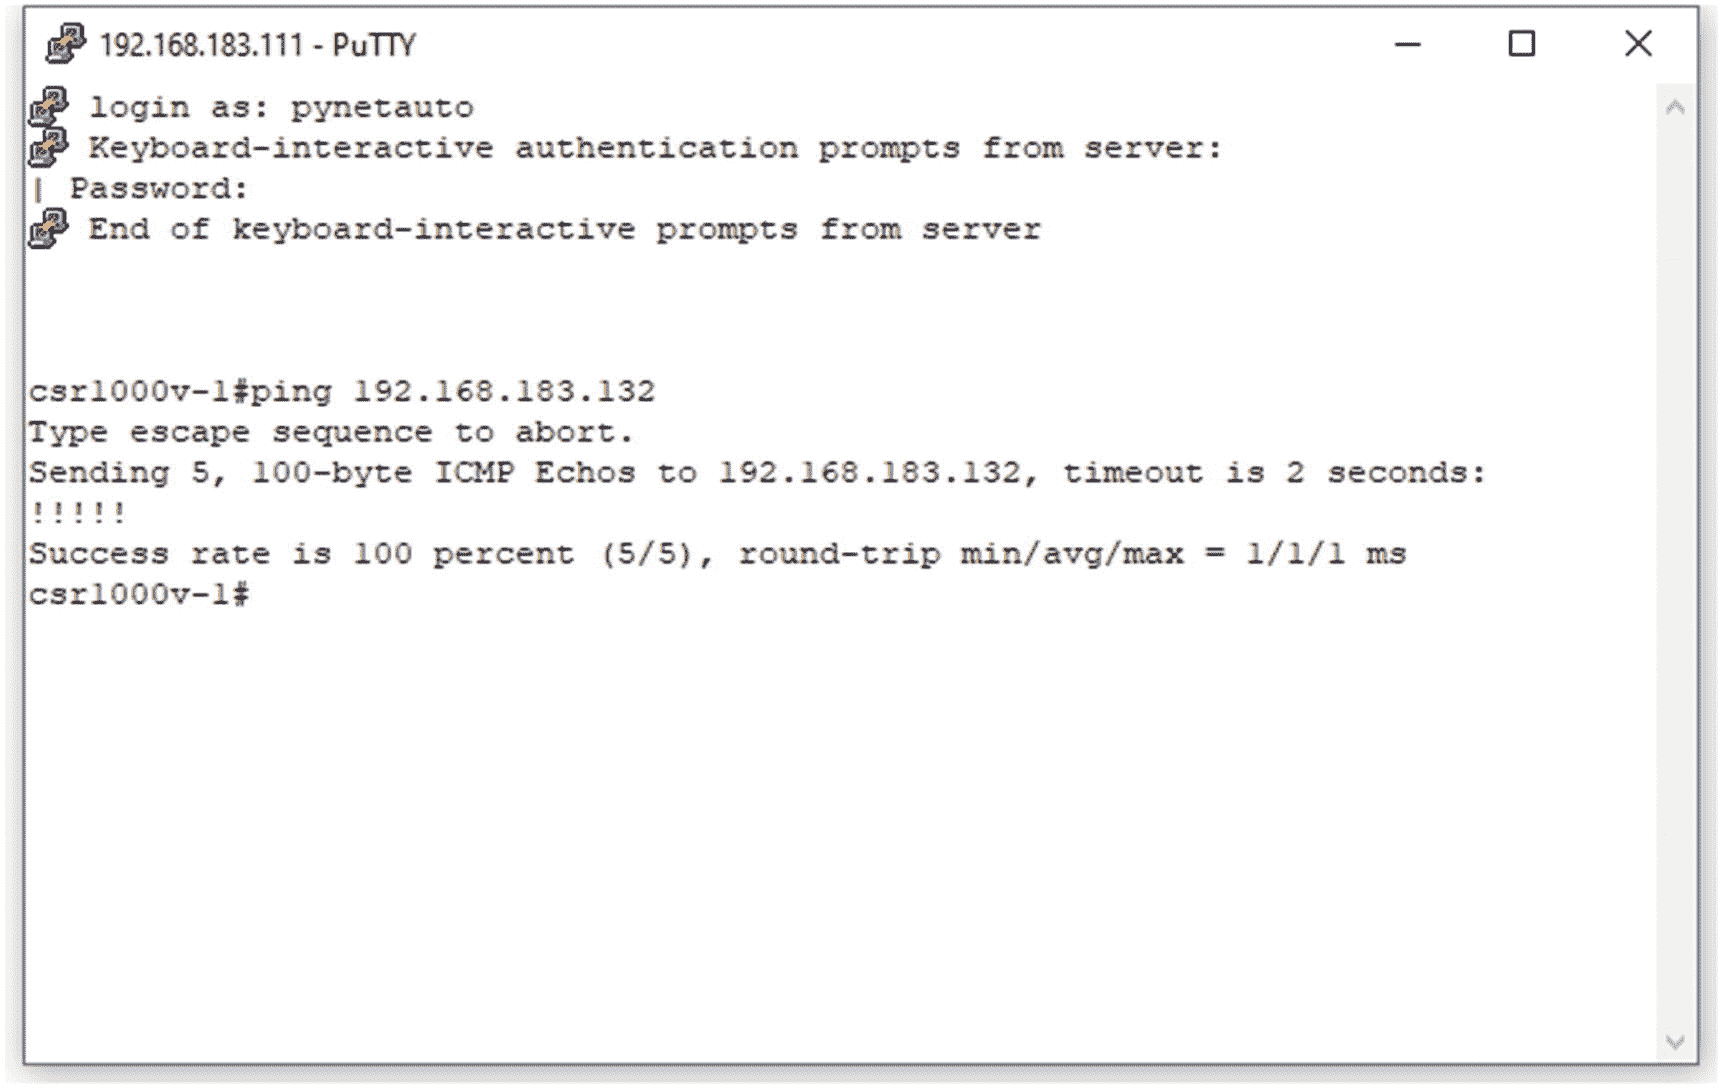 192.168.183.111 - PuTTY
login as: pynetauto
Keyboard-interactive authentication prompts from server:
| Password:
End of keyboard-interactive prompts from server
csr1000v-1#ping 192.168.183.132
Type escape sequence to abort.
Sending 5, 100-byte ICMP Echos to 192.168.183.132, timeout is 2 seconds:
!!!!!
Success rate is 100 percent (5/5), round-trip min/avg/max = 1/1/1 ms
csr1000v-1#